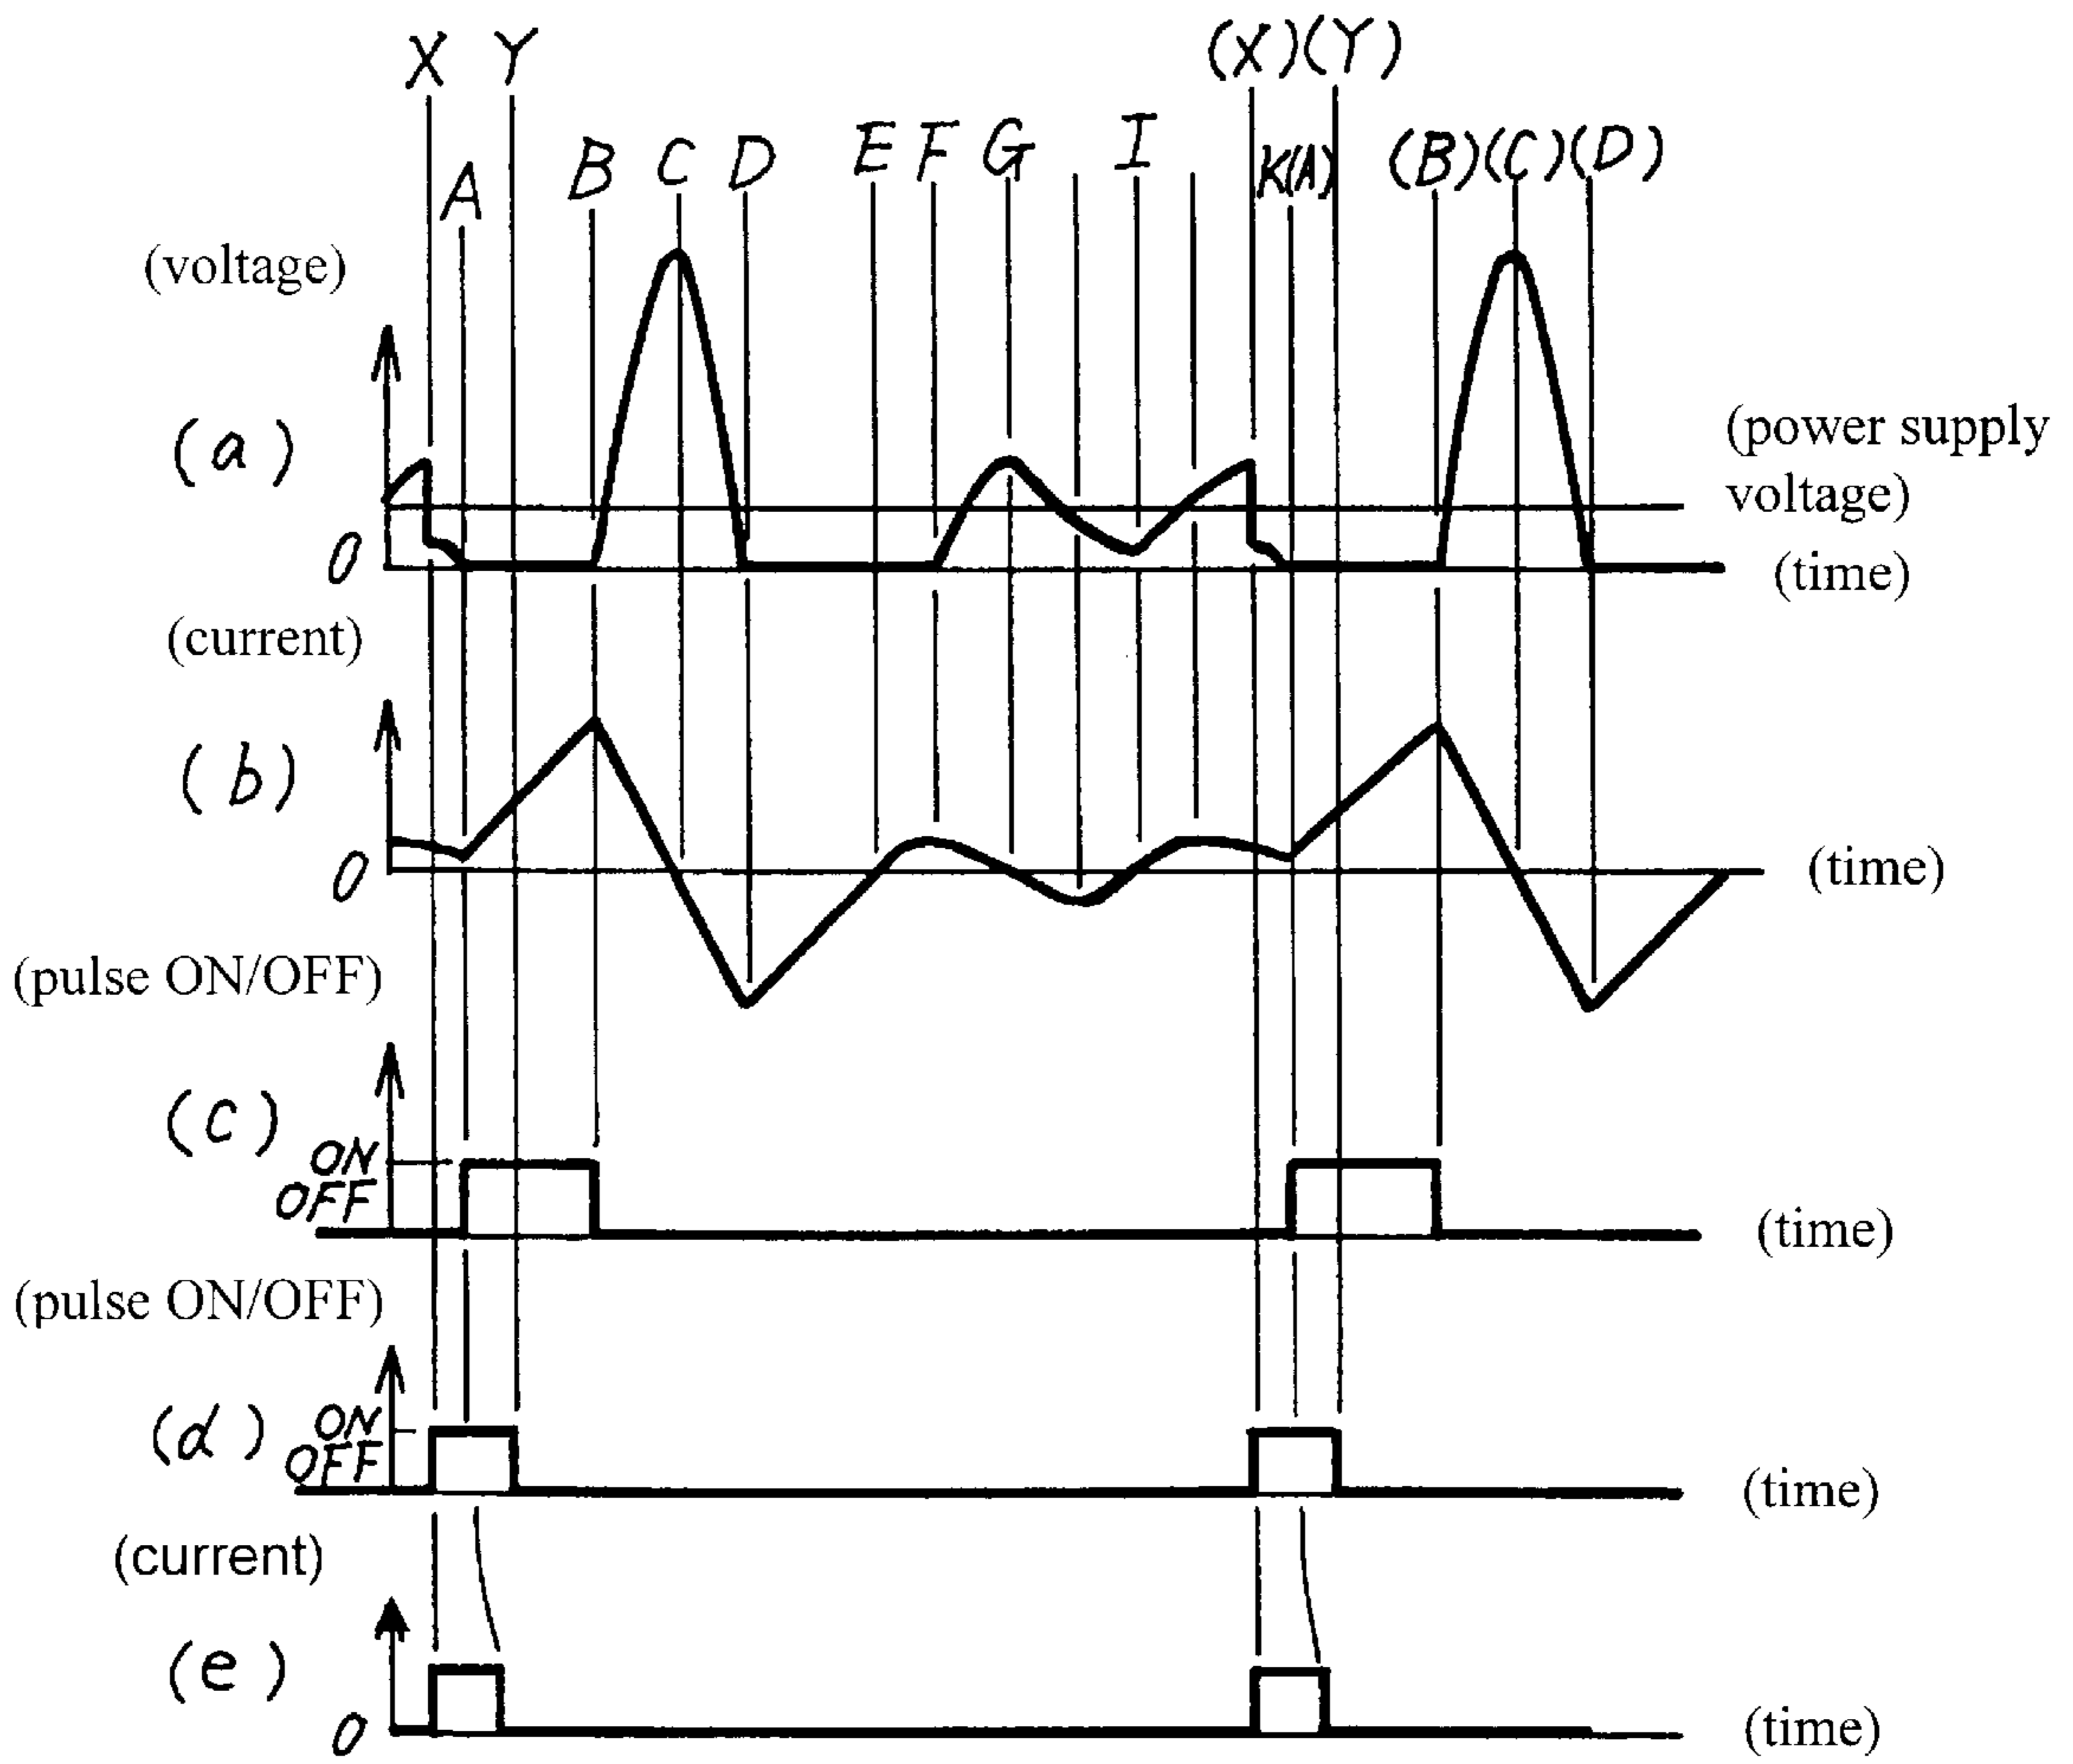 X Y (X)(Y)
A B C D E F G I K(A) (B)(C)(D)
(voltage)
(a)
(power supply
voltage)
0
(time)
(current)
(b)
0
(time)
(pulse ON/OFF)
(c)
ON
OFF
(time)
(pulse ON/OFF)
(d)
ON
OFF
(time)
(current)
(e)
0
(time)